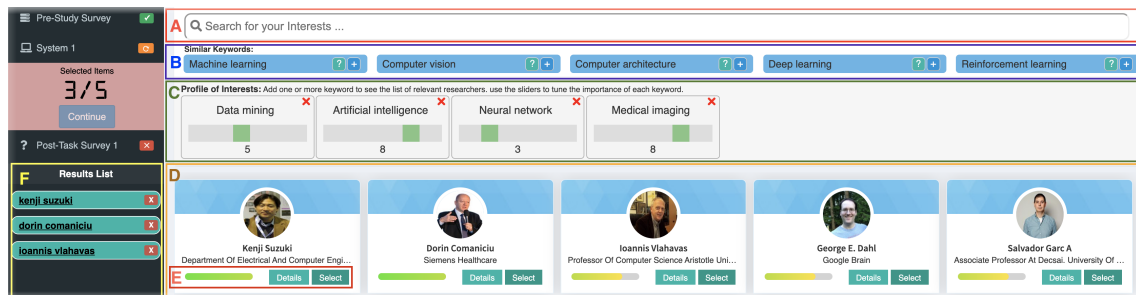 Pre-Study Survey
System 1
Selected Items
3/5
Continue
? Post-Task Survey 1 X
F Results List
kenji suzuki X
dorin comaniciu X
ioannis vlahavas X
A Search for your Interests ...
B Similar Keywords:
Machine learning ? +
Computer vision ? +
Computer architecture ? +
Deep learning ? +
Reinforcement learning ? +
C Profile of Interests: Add one or more keyword to see the list of relevant researchers. use the sliders to tune the importance of each keyword.
Data mining
5
Artificial intelligence
8
Neural network
3
Medical imaging
8
D
Kenji Suzuki
Department Of Electrical And Computer Engi...
E Details Select
Dorin Comaniciu
Siemens Healthcare
Details Select
Ioannis Vlahavas
Professor Of Computer Science Aristotle Uni...
Details Select
George E. Dahl
Google Brain
Details Select
Salvador Garc A
Associate Professor At Decsai. University Of ...
Details Select